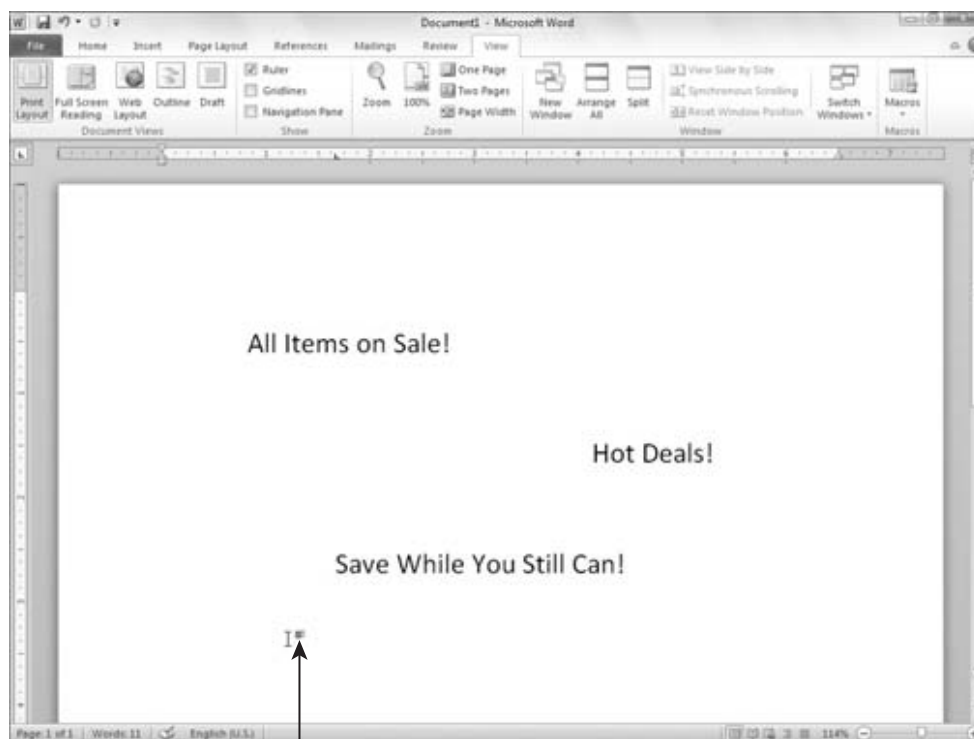 Document1 - Microsoft Word
File Home Insert Page Layout References Mailings Review View
Ruler One Page View Side by Side
Gridlines Two Pages Synchronous Scrolling
Print Layout Full Screen Reading Web Layout Outline Draft Navigation Pane Zoom 100% Page Width New Window Arrange All Split Reset Window Position Switch Windows Macros
Document Views Show Zoom Window Macros
All Items on Sale!
Hot Deals!
Save While You Still Can!
Page: 1 of 1 Words: 11 English (U.S.) 114%